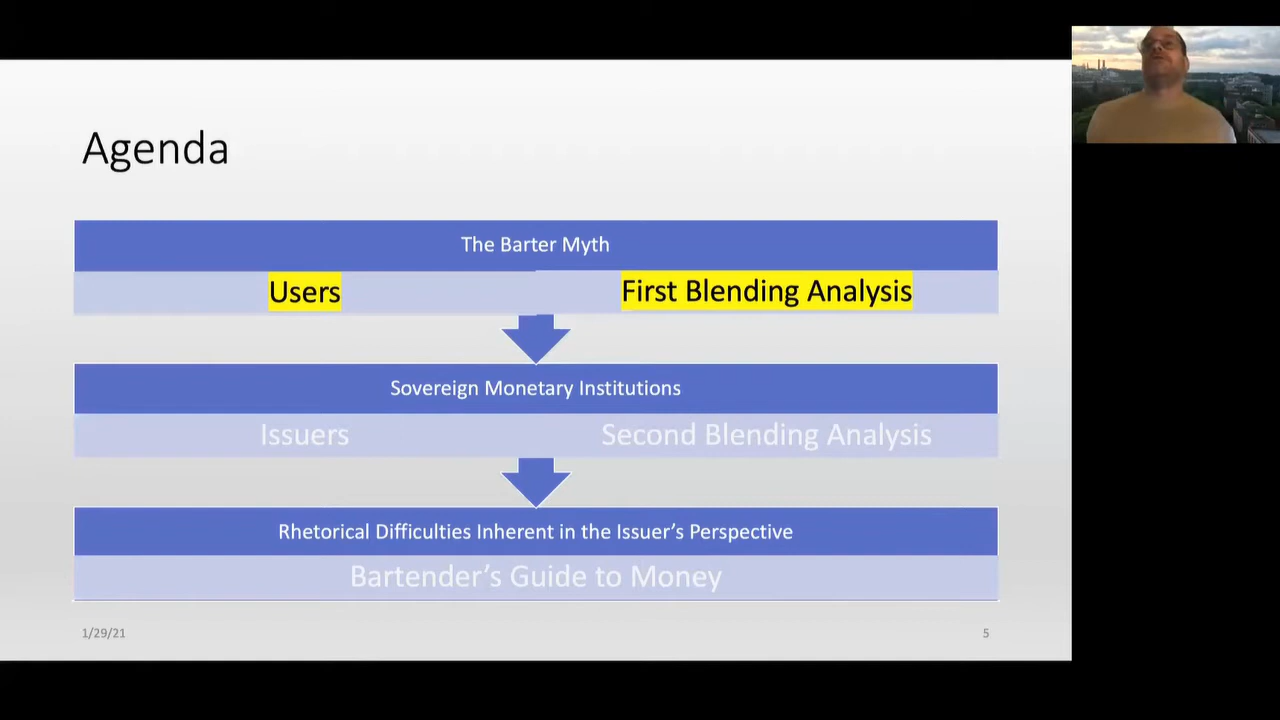 Agenda
The Barter Myth
Users
First Blending Analysis
Sovereign Monetary Institutions
Issuers
Second Blending Analysis
Rhetorical Difficulties Inherent in the Issuer's Perspective
Bartender's Guide to Money
1/29/21
5